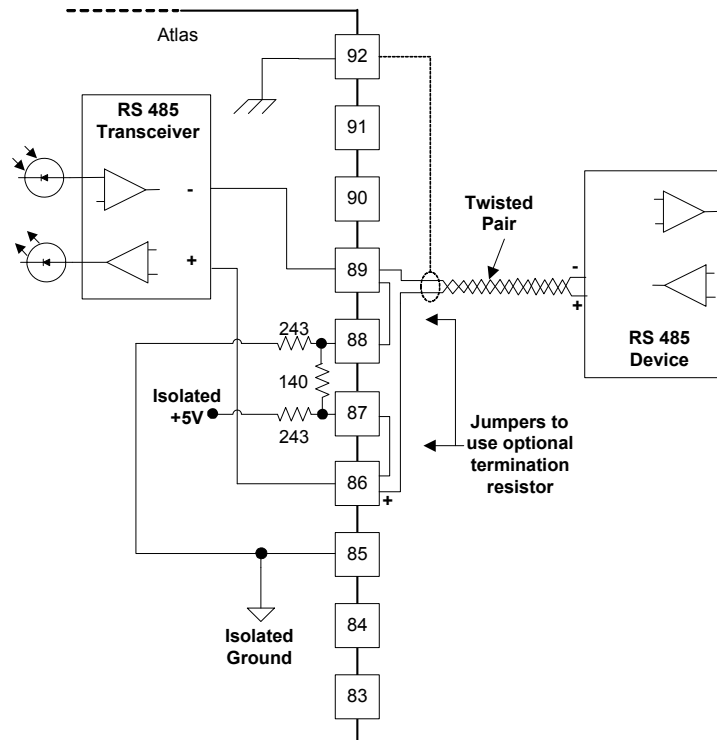 Atlas
92
RS 485
Transceiver
91
-
90
Twisted
Pair
+
89
-
+
243
88
RS 485
Device
140
Isolated
+5V
87
243
Jumpers to
use optional
termination
resistor
86
+
85
Isolated
Ground
84
83